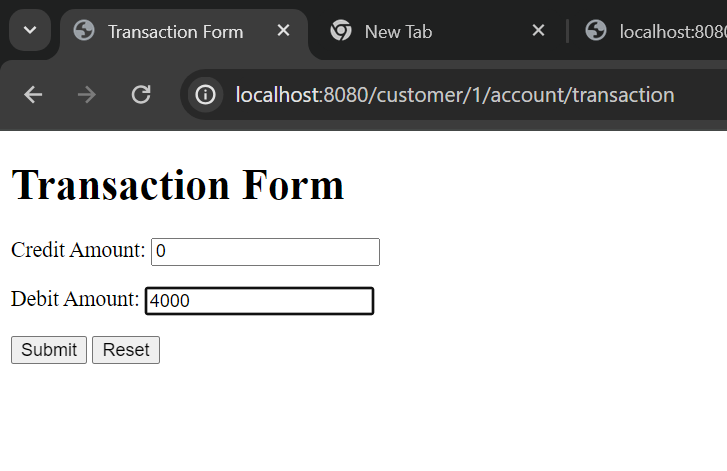 Transaction Form New Tab localhost:808
localhost:8080/customer/1/account/transaction
Transaction Form
Credit Amount: 0
Debit Amount: 4000
Submit Reset